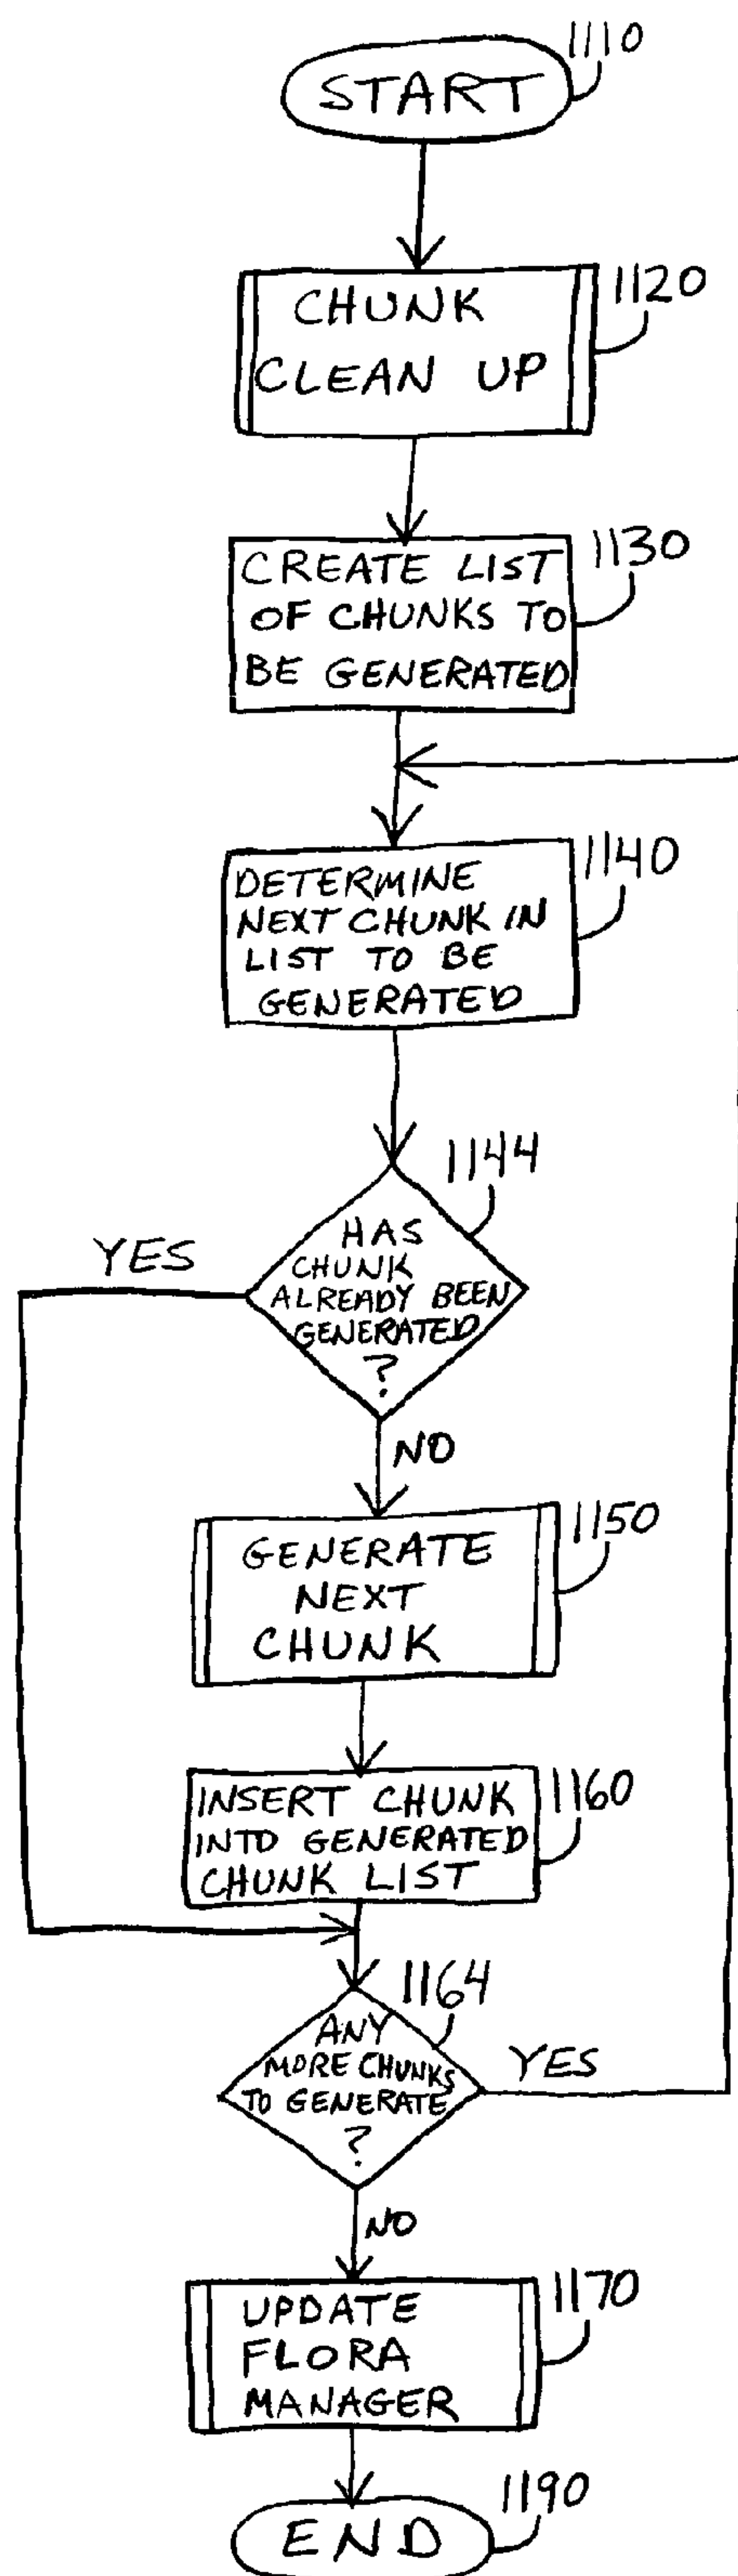 1110
START
1120
CHUNK
CLEAN UP
1130
CREATE LIST
OF CHUNKS TO
BE GENERATED
1140
DETERMINE
NEXT CHUNK IN
LIST TO BE
GENERATED
1144
HAS
CHUNK
ALREADY BEEN
GENERATED
?
YES
NO
1150
GENERATE
NEXT
CHUNK
1160
INSERT CHUNK
INTO GENERATED
CHUNK LIST
1164
ANY
MORE CHUNKS
TO GENERATE
?
YES
NO
1170
UPDATE
FLORA
MANAGER
1190
END